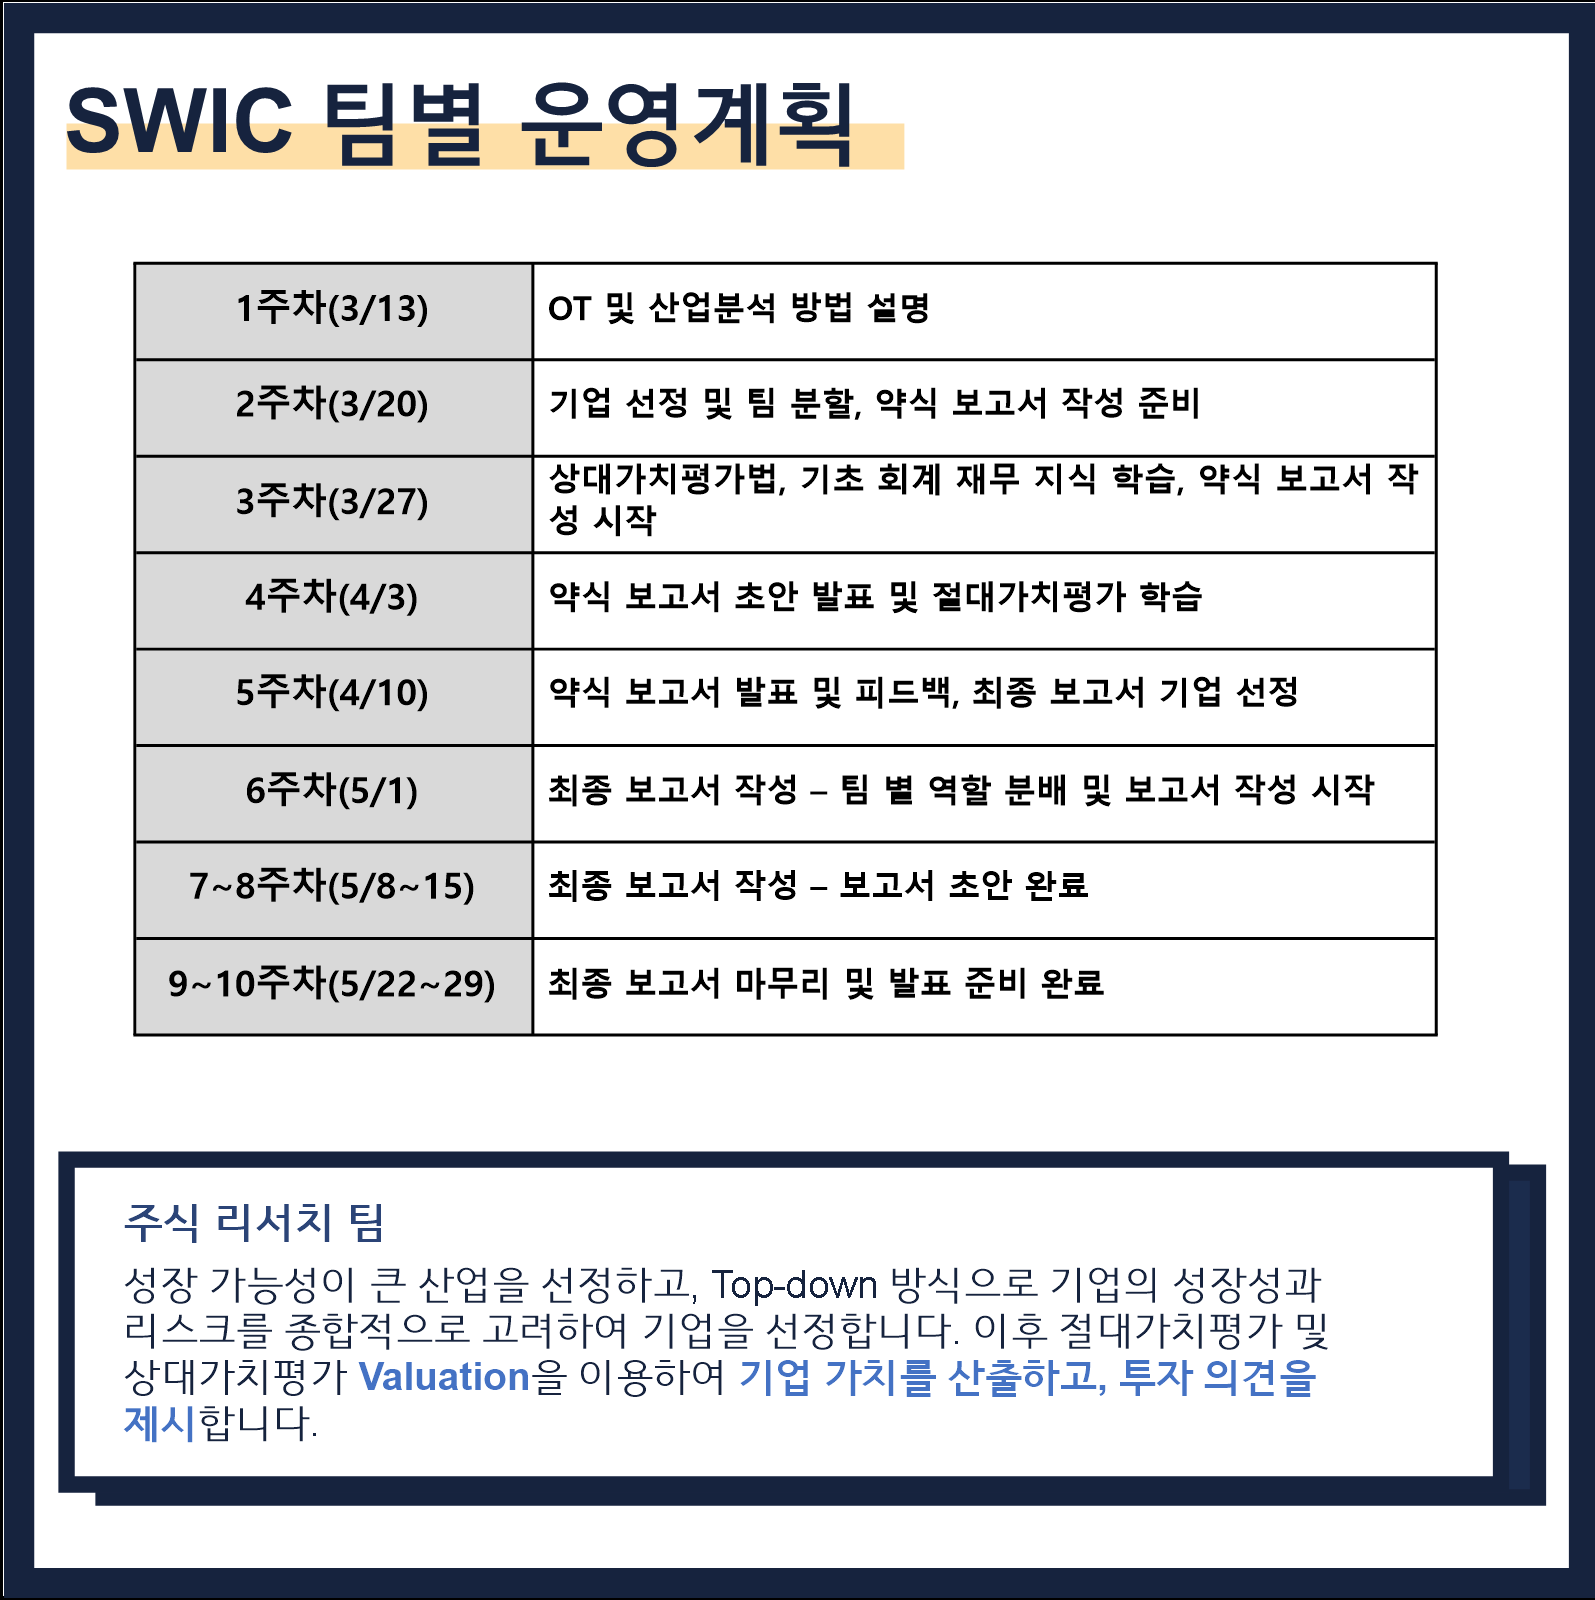 SWIC 팀별 운영계획
1주차(3/13)
OT 및 산업분석 방법 설명
2주차(3/20)
기업 선정 및 팀 분할, 약식 보고서 작성 준비
3주차(3/27)
상대가치평가법, 기초 회계 재무 지식 학습, 약식 보고서 작
성 시작
4주차(4/3)
약식 보고서 초안 발표 및 절대가치평가 학습
5주차(4/10)
약식 보고서 발표 및 피드백, 최종 보고서 기업 선정
6주차(5/1)
최종 보고서 작성 – 팀 별 역할 분배 및 보고서 작성 시작
7~8주차(5/8~15)
최종 보고서 작성 – 보고서 초안 완료
9~10주차(5/22~29)
최종 보고서 마무리 및 발표 준비 완료
주식 리서치 팀
성장 가능성이 큰 산업을 선정하고, Top-down 방식으로 기업의 성장성과
리스크를 종합적으로 고려하여 기업을 선정합니다. 이후 절대가치평가 및
상대가치평가 Valuation을 이용하여 기업 가치를 산출하고, 투자 의견을
제시합니다.